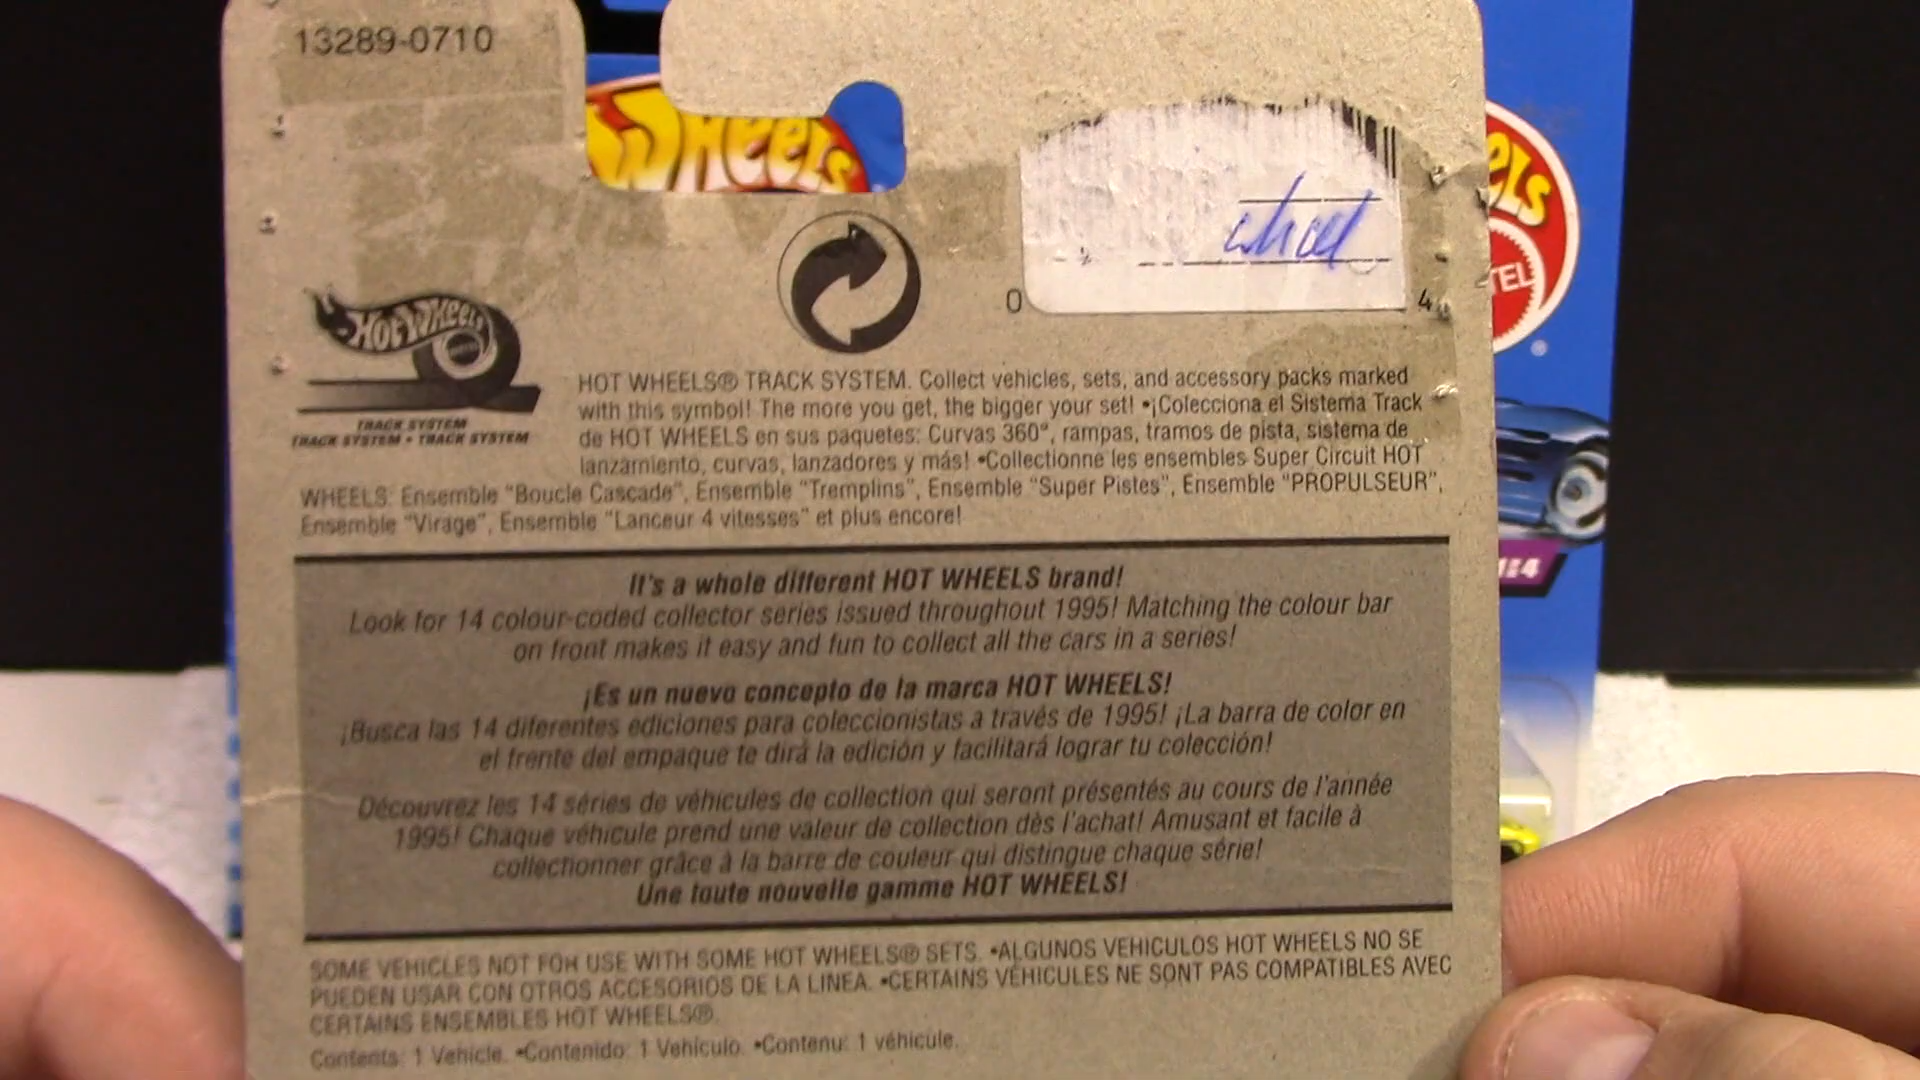 13289-0710
WHEELS
ELS
TEL
0
4
HOT WHEELS
TRACK SYSTEM
TRACK SYSTEM • TRACK SYSTEM
HOT WHEELS® TRACK SYSTEM. Collect vehicles, sets, and accessory packs marked
with this symbol! The more you get, the bigger your set! •¡Colecciona el Sistema Track
de HOT WHEELS en sus paquetes: Curvas 360°, rampas, tramos de pista, sistema de
lanzamiento, curvas, lanzadores y más! •Collectionne les ensembles Super Circuit HOT
WHEELS: Ensemble "Boucle Cascade", Ensemble "Tremplins", Ensemble "Super Pistes", Ensemble "PROPULSEUR",
Ensemble "Virage", Ensemble "Lanceur 4 vitesses" et plus encore!
It's a whole different HOT WHEELS brand!
Look for 14 colour-coded collector series issued throughout 1995! Matching the colour bar
on front makes it easy and fun to collect all the cars in a series!
¡Es un nuevo concepto de la marca HOT WHEELS!
¡Busca las 14 diferentes ediciones para coleccionistas a través de 1995! ¡La barra de color en
el frente del empaque te dirá la edición y facilitará lograr tu colección!
Découvrez les 14 séries de véhicules de collection qui seront présentés au cours de l'année
1995! Chaque véhicule prend une valeur de collection dès l'achat! Amusant et facile à
collectionner grâce à la barre de couleur qui distingue chaque série!
Une toute nouvelle gamme HOT WHEELS!
SOME VEHICLES NOT FOR USE WITH SOME HOT WHEELS® SETS. •ALGUNOS VEHICULOS HOT WHEELS NO SE
PUEDEN USAR CON OTROS ACCESORIOS DE LA LINEA. •CERTAINS VÉHICULES NE SONT PAS COMPATIBLES AVEC
CERTAINS ENSEMBLES HOT WHEELS®.
Contents: 1 Vehicle. •Contenido: 1 Vehículo. •Contenu: 1 véhicule.